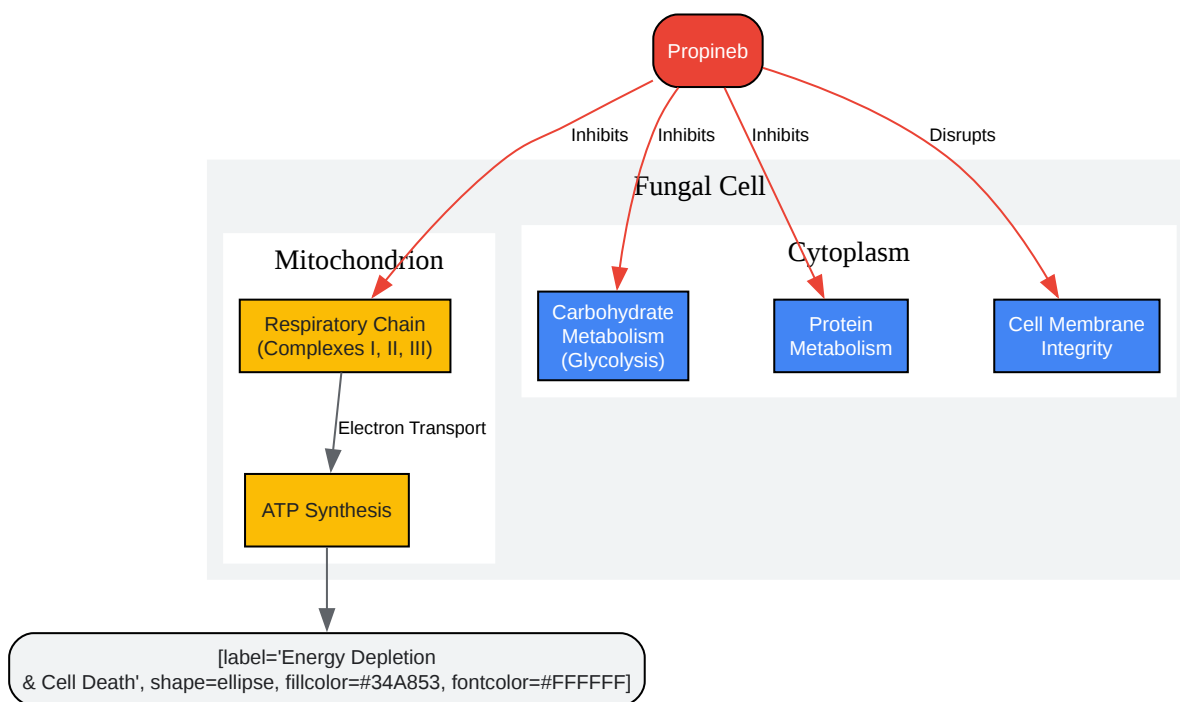 Propineb
Inhibits
Inhibits
Inhibits
Disrupts
Fungal Cell
Mitochondrion
Cytoplasm
Respiratory Chain
(Complexes I, II, III)
Carbohydrate
Metabolism
(Glycolysis)
Protein
Metabolism
Cell Membrane
Integrity
Electron Transport
ATP Synthesis
[label='Energy Depletion
& Cell Death', shape=ellipse, fillcolor=#34A853, fontcolor=#FFFFFF]